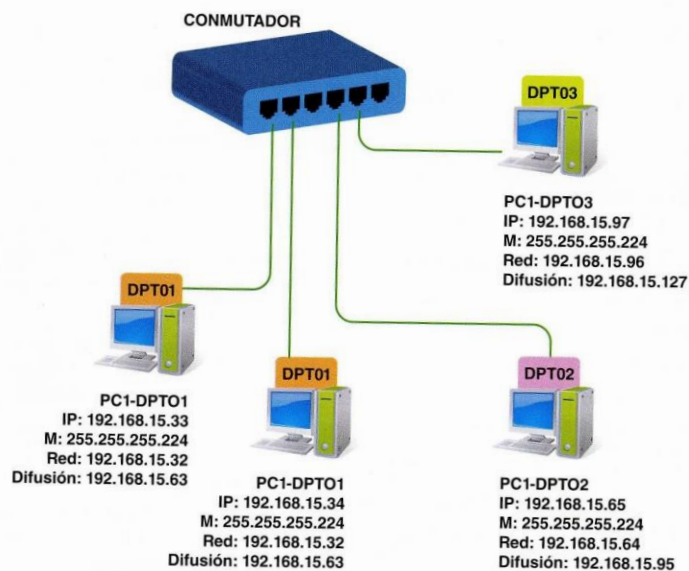 CONMUTADOR
DPT03
PC1-DPTO3
IP: 192.168.15.97
M: 255.255.255.224
Red: 192.168.15.96
Difusión: 192.168.15.127
DPT01
PC1-DPTO1
IP: 192.168.15.33
M: 255.255.255.224
Red: 192.168.15.32
Difusión: 192.168.15.63
DPT01
PC1-DPTO1
IP: 192.168.15.34
M: 255.255.255.224
Red: 192.168.15.32
Difusión: 192.168.15.63
DPT02
PC1-DPTO2
IP: 192.168.15.65
M: 255.255.255.224
Red: 192.168.15.64
Difusión: 192.168.15.95